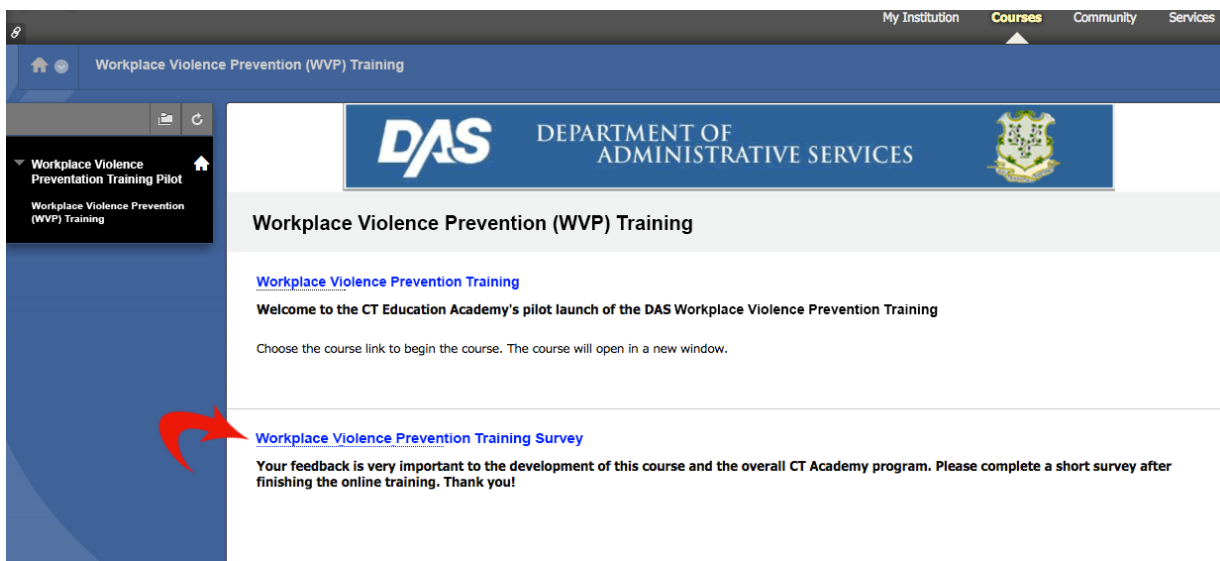 My Institution Courses Community Services
Workplace Violence Prevention (WVP) Training
DAS
DEPARTMENT OF
ADMINISTRATIVE SERVICES
Workplace Violence
Preventation Training Pilot
Workplace Violence Prevention
(WVP) Training
Workplace Violence Prevention (WVP) Training
Workplace Violence Prevention Training
Welcome to the CT Education Academy's pilot launch of the DAS Workplace Violence Prevention Training
Choose the course link to begin the course. The course will open in a new window.
Workplace Violence Prevention Training Survey
Your feedback is very important to the development of this course and the overall CT Academy program. Please complete a short survey after
finishing the online training. Thank you!